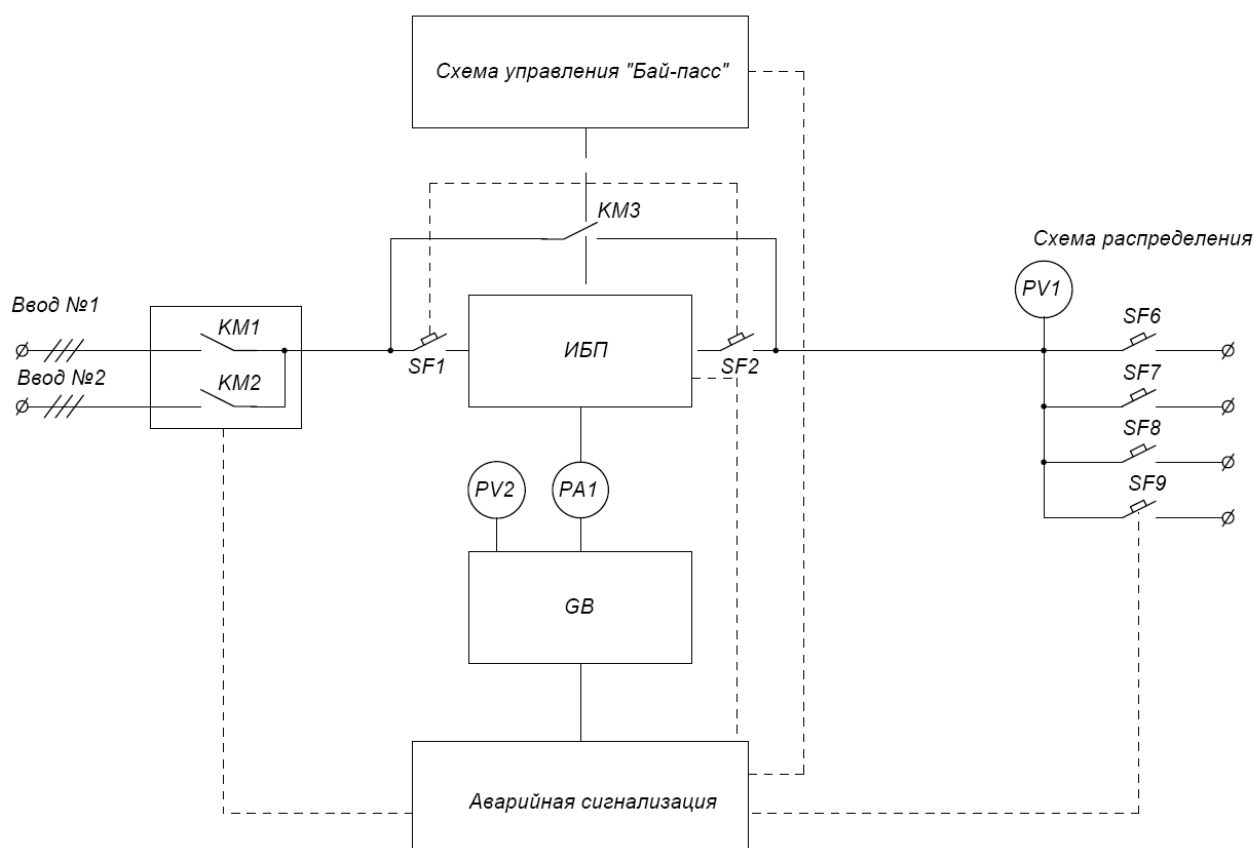 Схема управления "Бай-пасс"
KM3
Схема распределения
PV1
Ввод №1
KM1
SF1
ИБП
SF2
SF6
Ввод №2
KM2
SF7
SF8
PV2
PA1
SF9
GB
Аварийная сигнализация